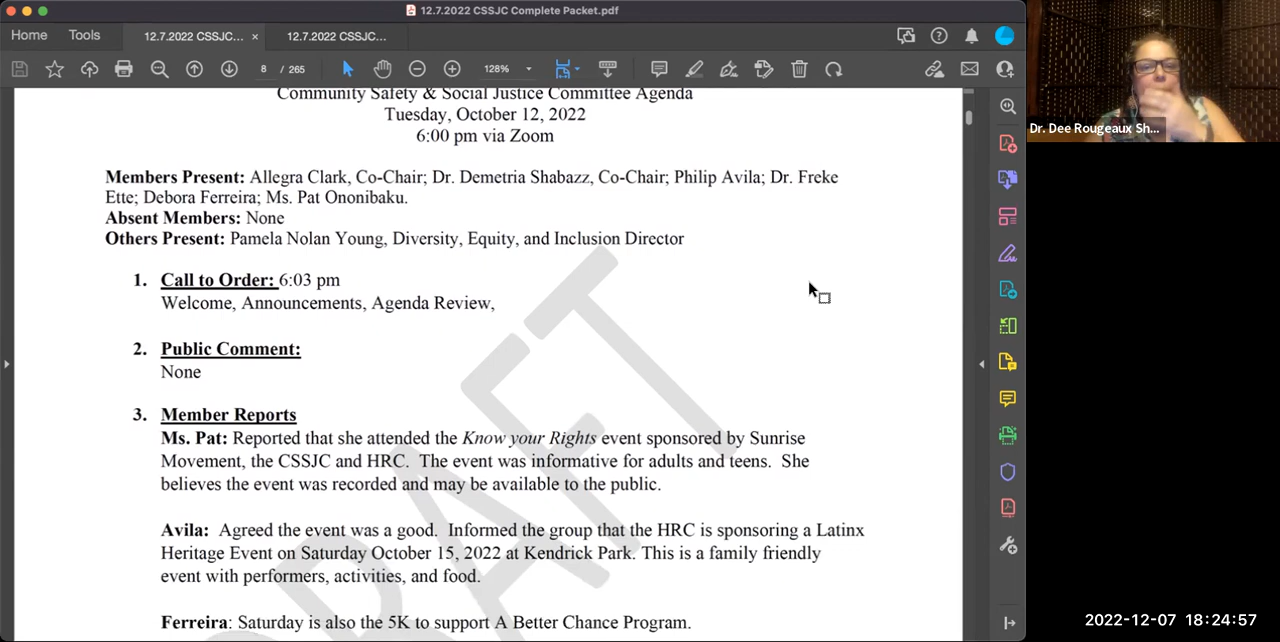 12.7.2022 CSSJC Complete Packet.pdf
Home Tools 12.7.2022 CSSJC... × 12.7.2022 CSSJC...
8 / 265 128%
Community Safety & Social Justice Committee Agenda
Tuesday, October 12, 2022
6:00 pm via Zoom
Members Present: Allegra Clark, Co-Chair; Dr. Demetria Shabazz, Co-Chair; Philip Avila; Dr. Freke
Ette; Debora Ferreira; Ms. Pat Ononibaku.
Absent Members: None
Others Present: Pamela Nolan Young, Diversity, Equity, and Inclusion Director
1. Call to Order: 6:03 pm
Welcome, Announcements, Agenda Review,
2. Public Comment:
None
3. Member Reports
Ms. Pat: Reported that she attended the Know your Rights event sponsored by Sunrise
Movement, the CSSJC and HRC. The event was informative for adults and teens. She
believes the event was recorded and may be available to the public.
Avila: Agreed the event was a good. Informed the group that the HRC is sponsoring a Latinx
Heritage Event on Saturday October 15, 2022 at Kendrick Park. This is a family friendly
event with performers, activities, and food.
Ferreira: Saturday is also the 5K to support A Better Chance Program.
DRAFT
Dr. Dee Rougeaux Sh...
2022-12-07 18:24:57